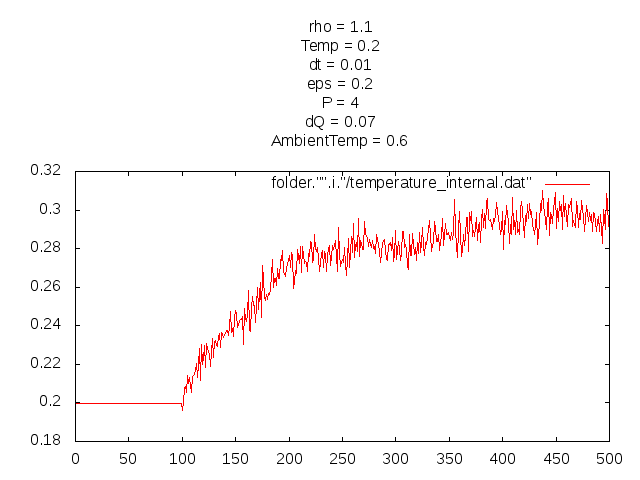 rho = 1.1
Temp = 0.2
dt = 0.01
eps = 0.2
P = 4
dQ = 0.07
AmbientTemp = 0.6
folder."".i."/temperature_internal.dat"
0.32
0.3
0.28
0.26
0.24
0.22
0.2
0.18
0 50 100 150 200 250 300 350 400 450 500